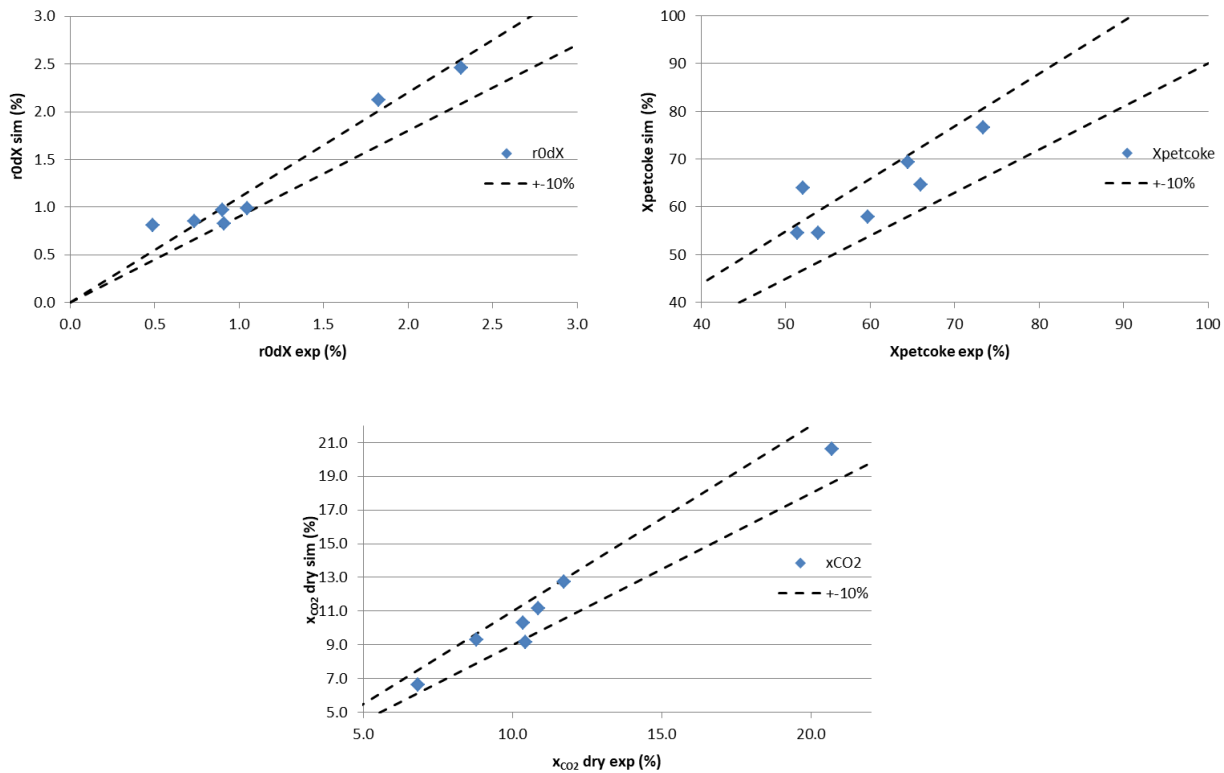 3.0
2.5
2.0
1.5
1.0
0.5
0.0
r0dX sim (%)
r0dX
+-10%
0.0 0.5 1.0 1.5 2.0 2.5 3.0
r0dX exp (%)
100
90
80
70
60
50
40
Xpetcoke sim (%)
Xpetcoke
+-10%
40 50 60 70 80 90 100
Xpetcoke exp (%)
21.0
19.0
17.0
15.0
13.0
11.0
9.0
7.0
5.0
xCO2 dry sim (%)
xCO2
+-10%
5.0 10.0 15.0 20.0
xCO2 dry exp (%)